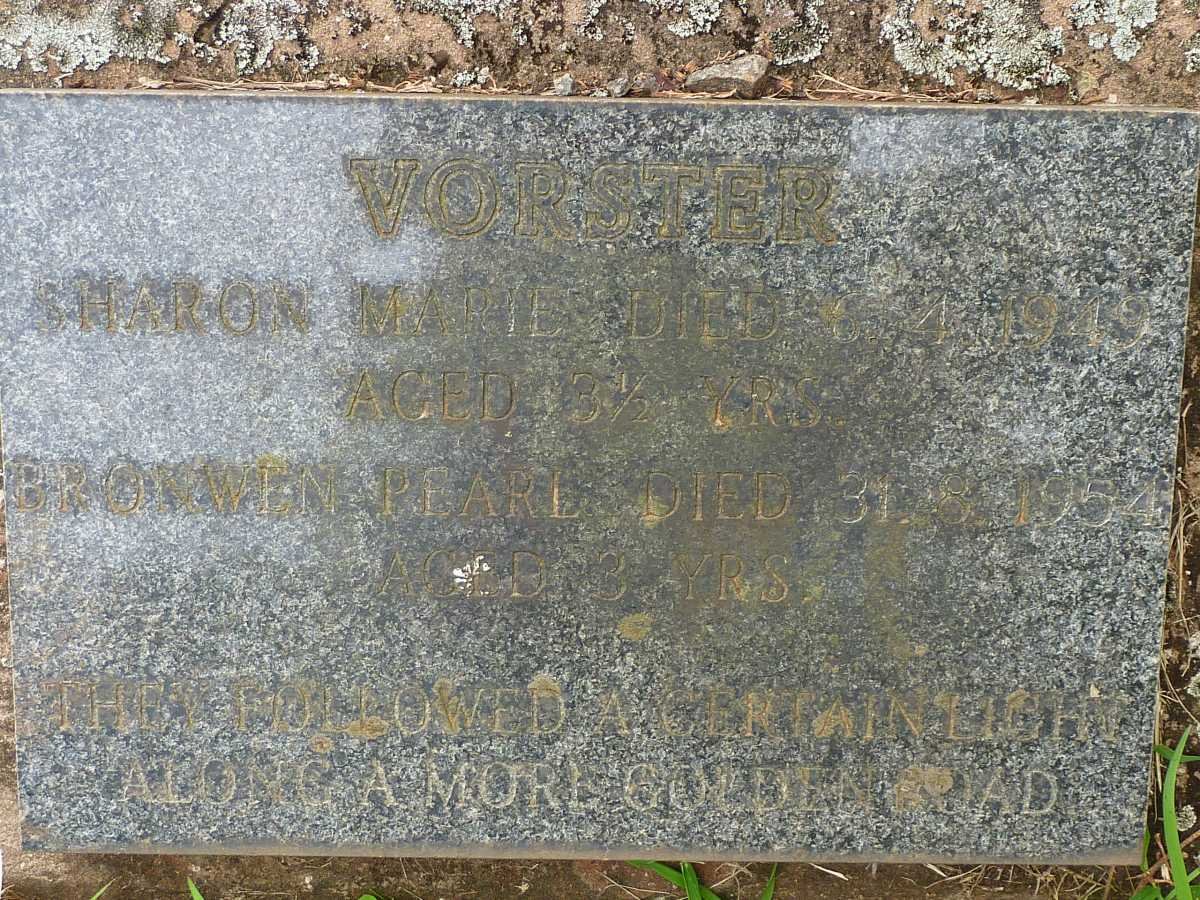 VORSTER
SHARON MARIE DIED 6.4.1949
AGED 3½ YRS.
BRONWEN PEARL DIED 31.8.1954
AGED 3 YRS.
THEY FOLLOWED A CERTAIN LIGHT
ALONG A MORE GOLDEN ROAD